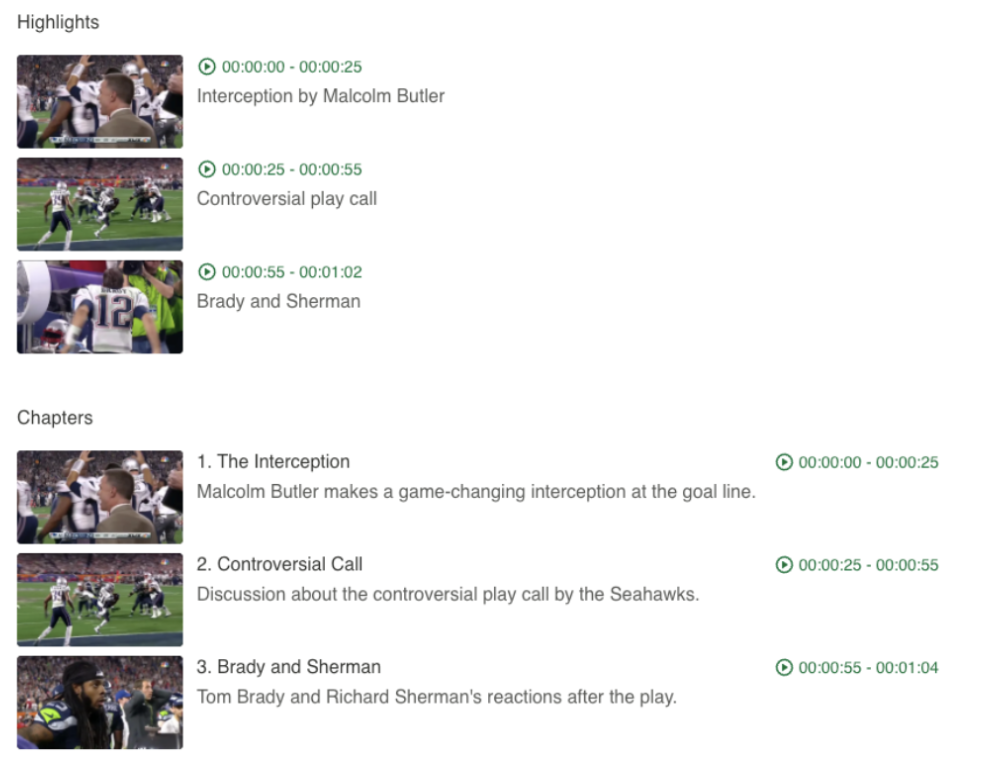 Highlights
00:00:00 - 00:00:25
Interception by Malcolm Butler
00:00:25 - 00:00:55
Controversial play call
12
00:00:55 - 00:01:02
Brady and Sherman
Chapters
1. The Interception
00:00:00 - 00:00:25
Malcolm Butler makes a game-changing interception at the goal line.
2. Controversial Call
00:00:25 - 00:00:55
Discussion about the controversial play call by the Seahawks.
3. Brady and Sherman
00:00:55 - 00:01:04
Tom Brady and Richard Sherman's reactions after the play.